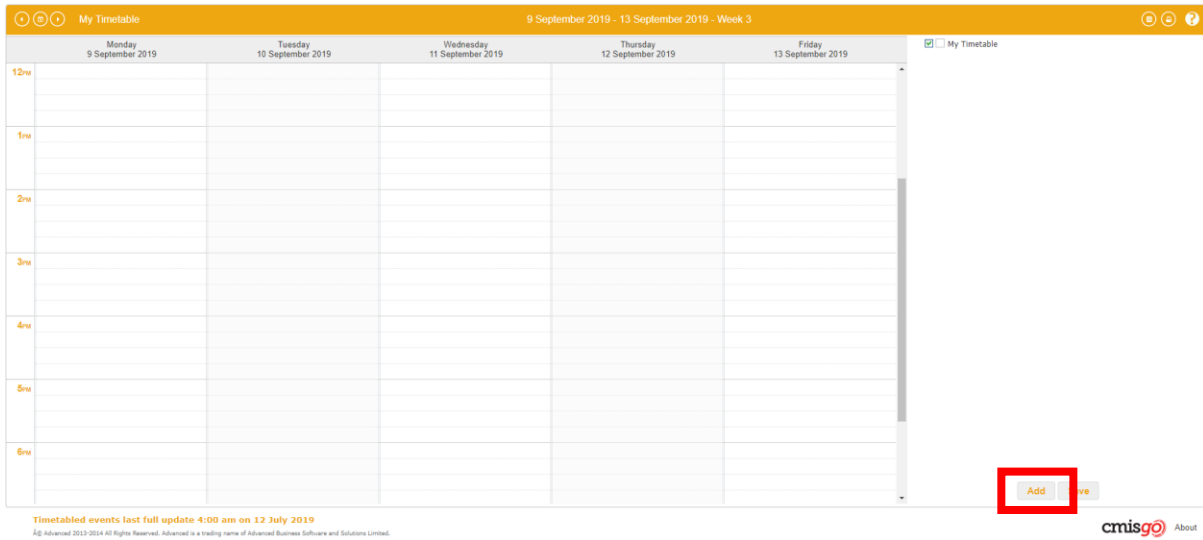 My Timetable
9 September 2019 - 13 September 2019 - Week 3
?
Monday
9 September 2019
Tuesday
10 September 2019
Wednesday
11 September 2019
Thursday
12 September 2019
Friday
13 September 2019
My Timetable
12PM
1PM
2PM
3PM
4PM
5PM
6PM
Add
Timetabled events last full update 4:00 am on 12 July 2019
Â© Advanced 2013-2014 All Rights Reserved. Advanced is a trading name of Advanced Business Software and Solutions Limited.
cmisgo
About